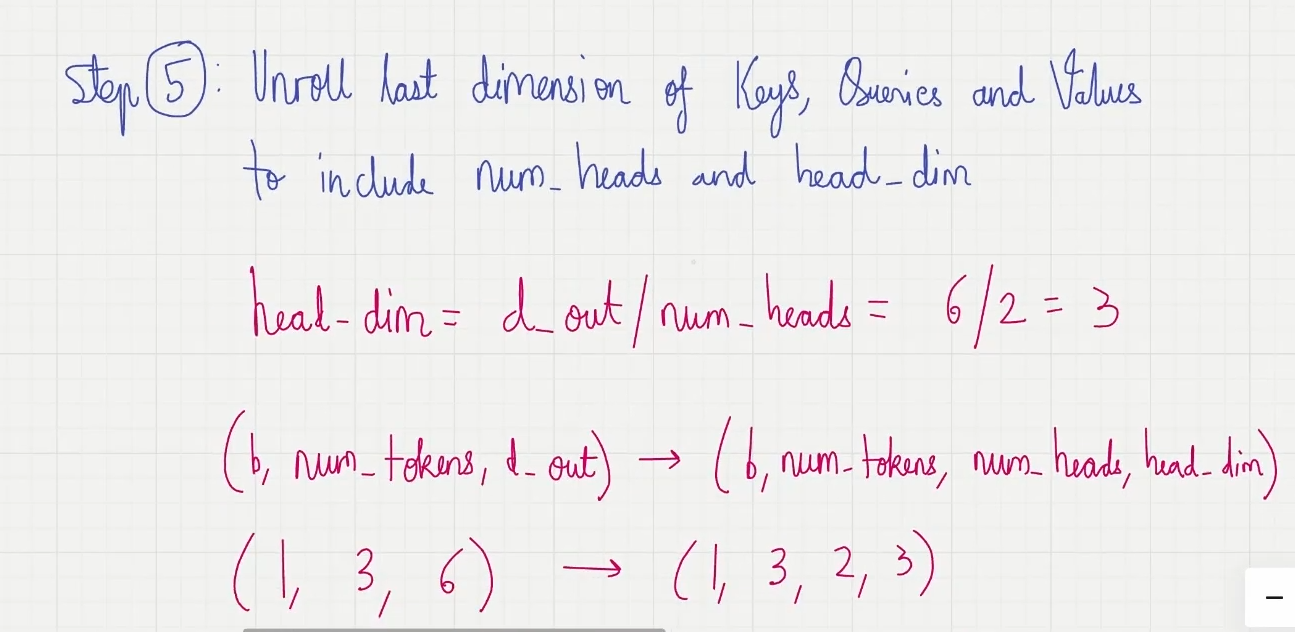 Step 5: Unroll last dimension of Keys, Queries and Values
to include num_heads and head_dim
head_dim = d_out / num_heads = 6/2 = 3
(b, num_tokens, d_out) → (b, num_tokens, num_heads, head_dim)
(1, 3, 6) → (1, 3, 2, 3)